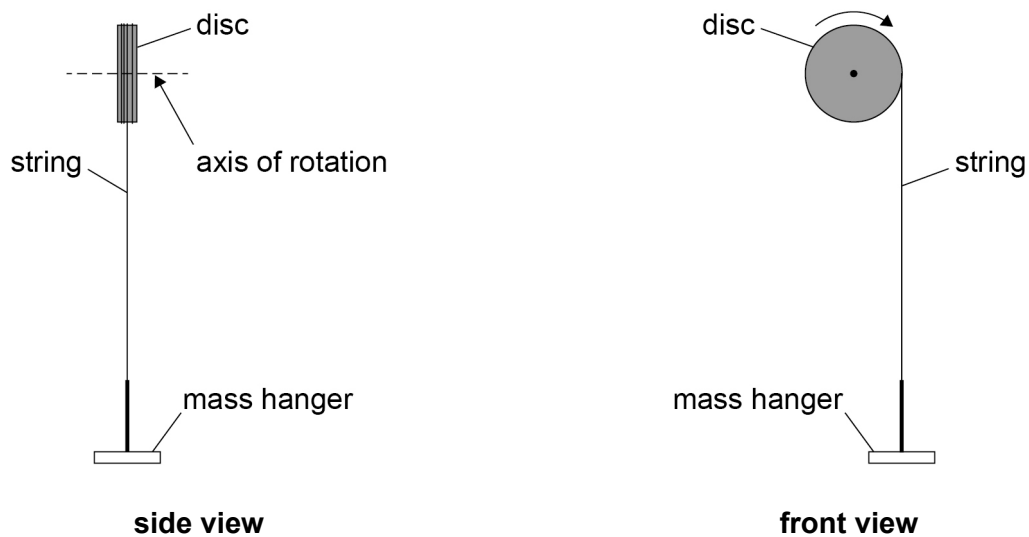 disc
axis of rotation
string
mass hanger
side view
disc
string
mass hanger
front view